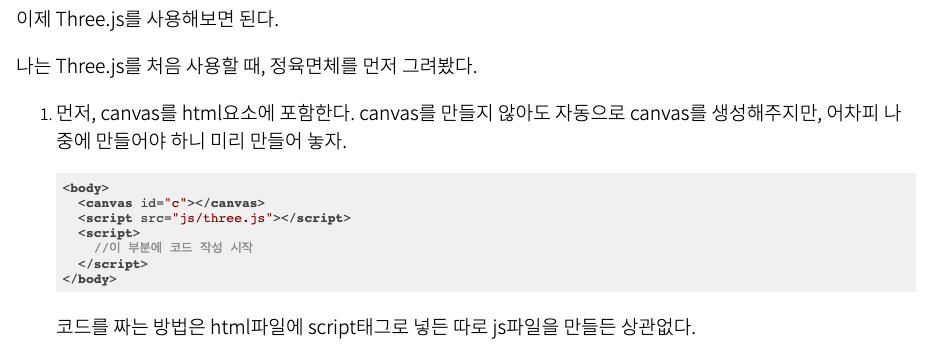 이제 Three.js를 사용해보면 된다.
나는 Three.js를 처음 사용할 때, 정육면체를 먼저 그려봤다.
1. 먼저, canvas를 html요소에 포함한다. canvas를 만들지 않아도 자동으로 canvas를 생성해주지만, 어차피 나
중에 만들어야 하니 미리 만들어 놓자.
<body>
  <canvas id="c"></canvas>
  <script src="js/three.js"></script>
  <script>
    //이 부분에 코드 작성 시작
  </script>
</body>
코드를 짜는 방법은 html파일에 script태그로 넣든 따로 js파일을 만들든 상관없다.